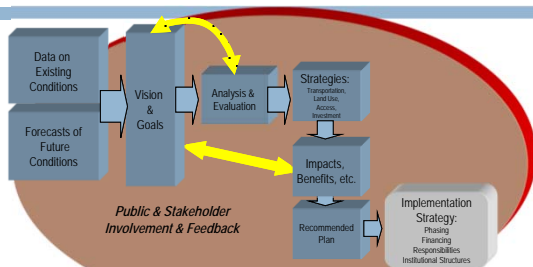 Data on
Existing
Conditions
Forecasts of
Future
Conditions
Vision
&
Goals
Analysis &
Evaluation
Strategies:
Transportation,
Land Use,
Access,
Investment
Impacts,
Benefits, etc.
Recommended
Plan
Implementation
Strategy:
Phasing
Financing
Responsibilities
Institutional Structures
Public & Stakeholder
Involvement & Feedback